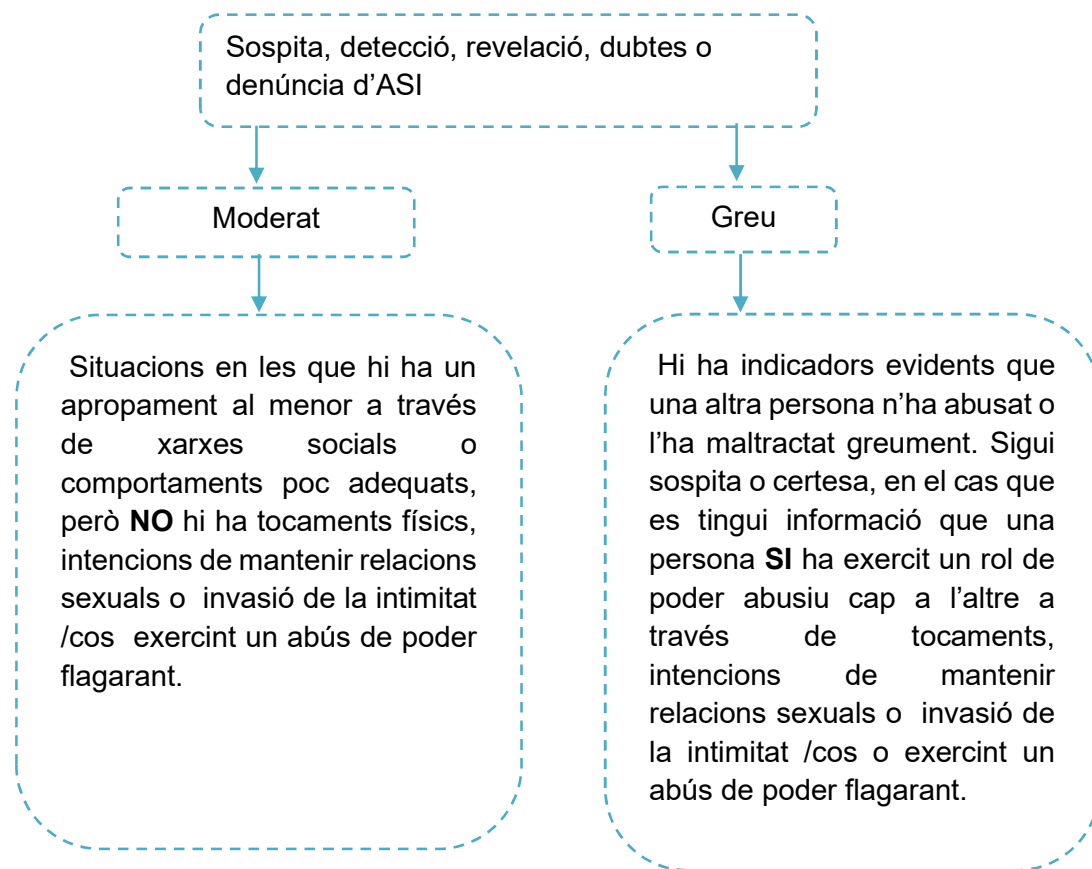 Sospita, detecció, revelació, dubtes o
denúncia d’ASI
Moderat
Greu
Situacions en les que hi ha un
apropament al menor a través
de xarxes socials o
comportaments poc adequats,
però NO hi ha tocaments físics,
intencions de mantenir relacions
sexuals o invasió de la intimitat
/cos exercint un abús de poder
flagarant.
Hi ha indicadors evidents que
una altra persona n’ha abusat o
l’ha maltractat greument. Sigui
sospita o certesa, en el cas que
es tingui informació que una
persona SI ha exercit un rol de
poder abusiu cap a l’altre a
través de tocaments,
intencions de mantenir
relacions sexuals o invasió de
la intimitat /cos o exercint un
abús de poder flagarant.